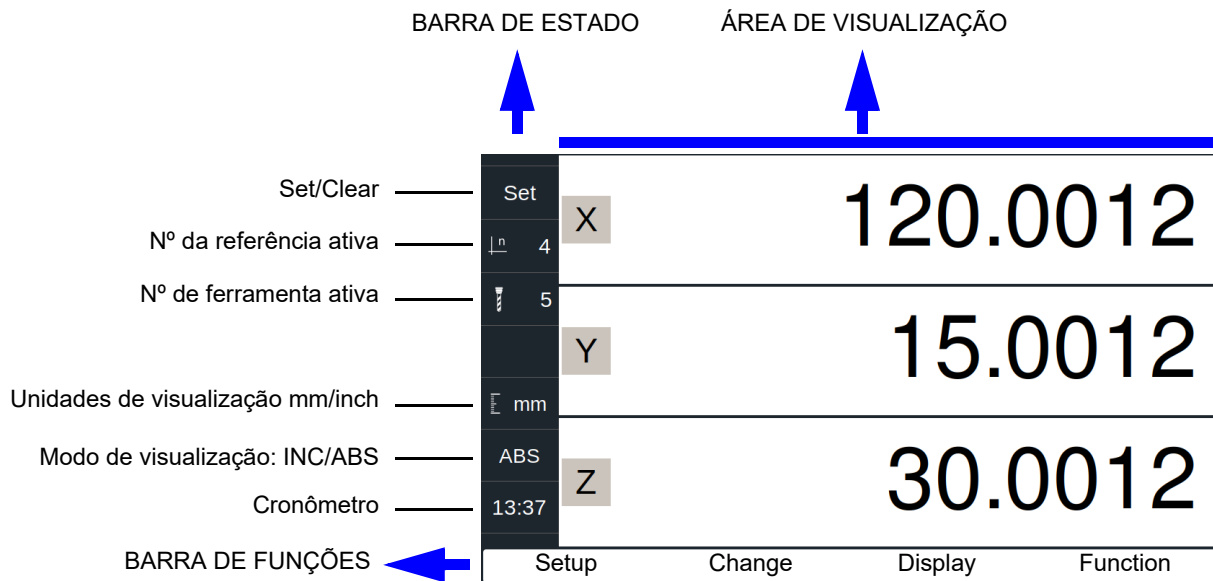 BARRA DE ESTADO ÁREA DE VISUALIZAÇÃO
Set/Clear Set
X 120.0012
Nº da referência ativa n 4
Nº de ferramenta ativa 5
Y 15.0012
Unidades de visualização mm/inch mm
Modo de visualização: INC/ABS ABS
Z 30.0012
Cronômetro 13:37
BARRA DE FUNÇÕES Setup Change Display Function